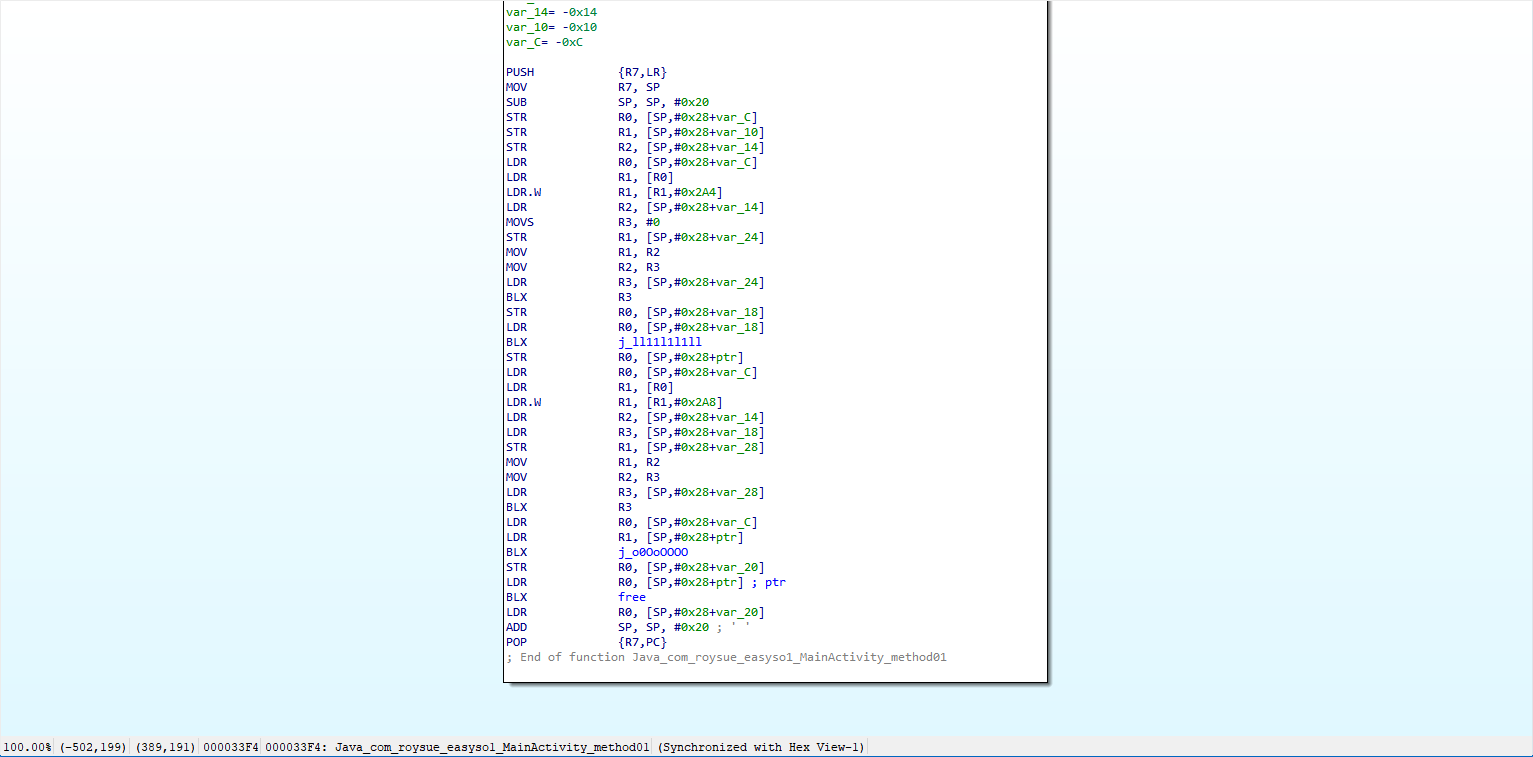 var_14= -0x14
var_10= -0x10
var_C= -0xC
PUSH {R7,LR}
MOV R7, SP
SUB SP, SP, #0x20
STR R0, [SP,#0x28+var_C]
STR R1, [SP,#0x28+var_10]
STR R2, [SP,#0x28+var_14]
LDR R0, [SP,#0x28+var_C]
LDR R1, [R0]
LDR.W R1, [R1,#0x2A4]
LDR R2, [SP,#0x28+var_14]
MOVS R3, #0
STR R1, [SP,#0x28+var_24]
MOV R1, R2
MOV R2, R3
LDR R3, [SP,#0x28+var_24]
BLX R3
STR R0, [SP,#0x28+var_18]
LDR R0, [SP,#0x28+var_18]
BLX j_ll11l1l1ll
STR R0, [SP,#0x28+ptr]
LDR R0, [SP,#0x28+var_C]
LDR R1, [R0]
LDR.W R1, [R1,#0x2A8]
LDR R2, [SP,#0x28+var_14]
LDR R3, [SP,#0x28+var_18]
STR R1, [SP,#0x28+var_28]
MOV R1, R2
MOV R2, R3
LDR R3, [SP,#0x28+var_28]
BLX R3
LDR R0, [SP,#0x28+var_C]
LDR R1, [SP,#0x28+ptr]
BLX j_o0OoOOOO
STR R0, [SP,#0x28+var_20]
LDR R0, [SP,#0x28+ptr] ; ptr
BLX free
LDR R0, [SP,#0x28+var_20]
ADD SP, SP, #0x20 ; ' '
POP {R7,PC}
; End of function Java_com_roysue_easyso1_MainActivity_method01
100.00% (-502,199) (389,191) 000033F4 000033F4: Java_com_roysue_easyso1_MainActivity_method01 (Synchronized with Hex View-1)